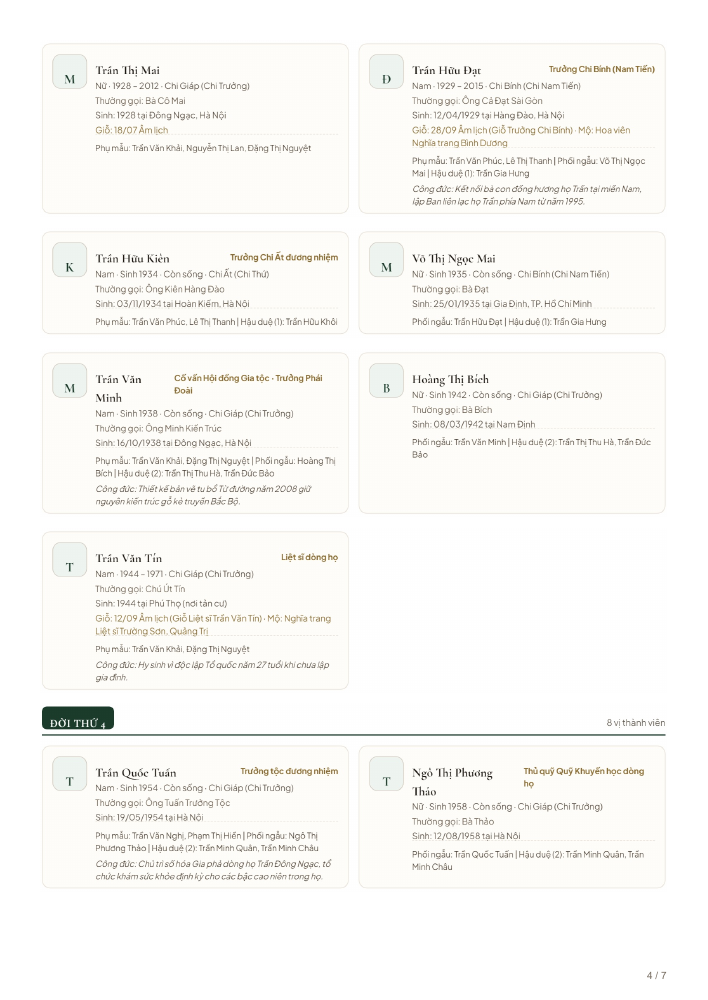 M
Trần Thị Mai
Nữ · 1928 – 2012 · Chi Giáp (Chi Trưởng)
Thường gọi: Bà Cô Mai
Sinh: 1928 tại Đông Ngạc, Hà Nội
Giỗ: 18/07 Âm lịch
Phụ mẫu: Trần Văn Khải, Nguyễn Thị Lan, Đặng Thị Nguyệt
Đ
Trần Hữu Đạt
Trưởng Chi Bính (Nam Tiến)
Nam · 1929 – 2015 · Chi Bính (Chi Nam Tiến)
Thường gọi: Ông Cả Đạt Sài Gòn
Sinh: 12/04/1929 tại Hàng Đào, Hà Nội
Giỗ: 28/09 Âm lịch (Giỗ Trưởng Chi Bính) · Mộ: Hoa viên
Nghĩa trang Bình Dương
Phụ mẫu: Trần Văn Phúc, Lê Thị Thanh | Phối ngẫu: Võ Thị Ngọc
Mai | Hậu duệ (1): Trần Gia Hưng
Công đức: Kết nối bà con đồng hương họ Trần tại miền Nam,
lập Ban liên lạc họ Trần phía Nam từ năm 1995.
K
Trần Hữu Kiên
Trưởng Chi Ất đương nhiệm
Nam · Sinh 1934 · Còn sống · Chi Ất (Chi Thứ)
Thường gọi: Ông Kiên Hàng Đào
Sinh: 03/11/1934 tại Hoàn Kiếm, Hà Nội
Phụ mẫu: Trần Văn Phúc, Lê Thị Thanh | Hậu duệ (1): Trần Hữu Khôi
M
Võ Thị Ngọc Mai
Nữ · Sinh 1935 · Còn sống · Chi Bính (Chi Nam Tiến)
Thường gọi: Bà Đạt
Sinh: 25/01/1935 tại Gia Định, TP. Hồ Chí Minh
Phối ngẫu: Trần Hữu Đạt | Hậu duệ (1): Trần Gia Hưng
M
Trần Văn
Minh
Cố vấn Hội đồng Gia tộc · Trưởng Phái
Đoài
Nam · Sinh 1938 · Còn sống · Chi Giáp (Chi Trưởng)
Thường gọi: Ông Minh Kiến Trúc
Sinh: 16/10/1938 tại Đông Ngạc, Hà Nội
Phụ mẫu: Trần Văn Khải, Đặng Thị Nguyệt | Phối ngẫu: Hoàng Thị
Bích | Hậu duệ (2): Trần Thị Thu Hà, Trần Đức Bảo
Công đức: Thiết kế bản vẽ tu bổ Từ đường năm 2008 giữ
nguyên kiến trúc gỗ kẻ truyền Bắc Bộ.
B
Hoàng Thị Bích
Nữ · Sinh 1942 · Còn sống · Chi Giáp (Chi Trưởng)
Thường gọi: Bà Bích
Sinh: 08/03/1942 tại Nam Định
Phối ngẫu: Trần Văn Minh | Hậu duệ (2): Trần Thị Thu Hà, Trần Đức
Bảo
T
Trần Văn Tín
Liệt sĩ dòng họ
Nam · 1944 – 1971 · Chi Giáp (Chi Trưởng)
Thường gọi: Chú Út Tín
Sinh: 1944 tại Phú Thọ (nơi tản cư)
Giỗ: 12/09 Âm lịch (Giỗ Liệt sĩ Trần Văn Tín) · Mộ: Nghĩa trang
Liệt sĩ Trường Sơn, Quảng Trị
Phụ mẫu: Trần Văn Khải, Đặng Thị Nguyệt
Công đức: Hy sinh vì độc lập Tổ quốc năm 27 tuổi khi chưa lập
gia đình.
ĐỜI THỨ 4
8 vị thành viên
T
Trần Quốc Tuấn
Trưởng tộc đương nhiệm
Nam · Sinh 1954 · Còn sống · Chi Giáp (Chi Trưởng)
Thường gọi: Ông Tuấn Trưởng Tộc
Sinh: 19/05/1954 tại Hà Nội
Phụ mẫu: Trần Văn Nghị, Phạm Thị Hiền | Phối ngẫu: Ngô Thị
Phương Thảo | Hậu duệ (2): Trần Minh Quân, Trần Minh Châu
Công đức: Chủ trì số hóa Gia phả dòng họ Trần Đông Ngạc, tổ
chức khám sức khỏe định kỳ cho các bậc cao niên trong họ.
T
Ngô Thị Phương
Thảo
Thủ quỹ Quỹ Khuyến học dòng
họ
Nữ · Sinh 1958 · Còn sống · Chi Giáp (Chi Trưởng)
Thường gọi: Bà Thảo
Sinh: 12/08/1958 tại Hà Nội
Phối ngẫu: Trần Quốc Tuấn | Hậu duệ (2): Trần Minh Quân, Trần
Minh Châu
4 / 7